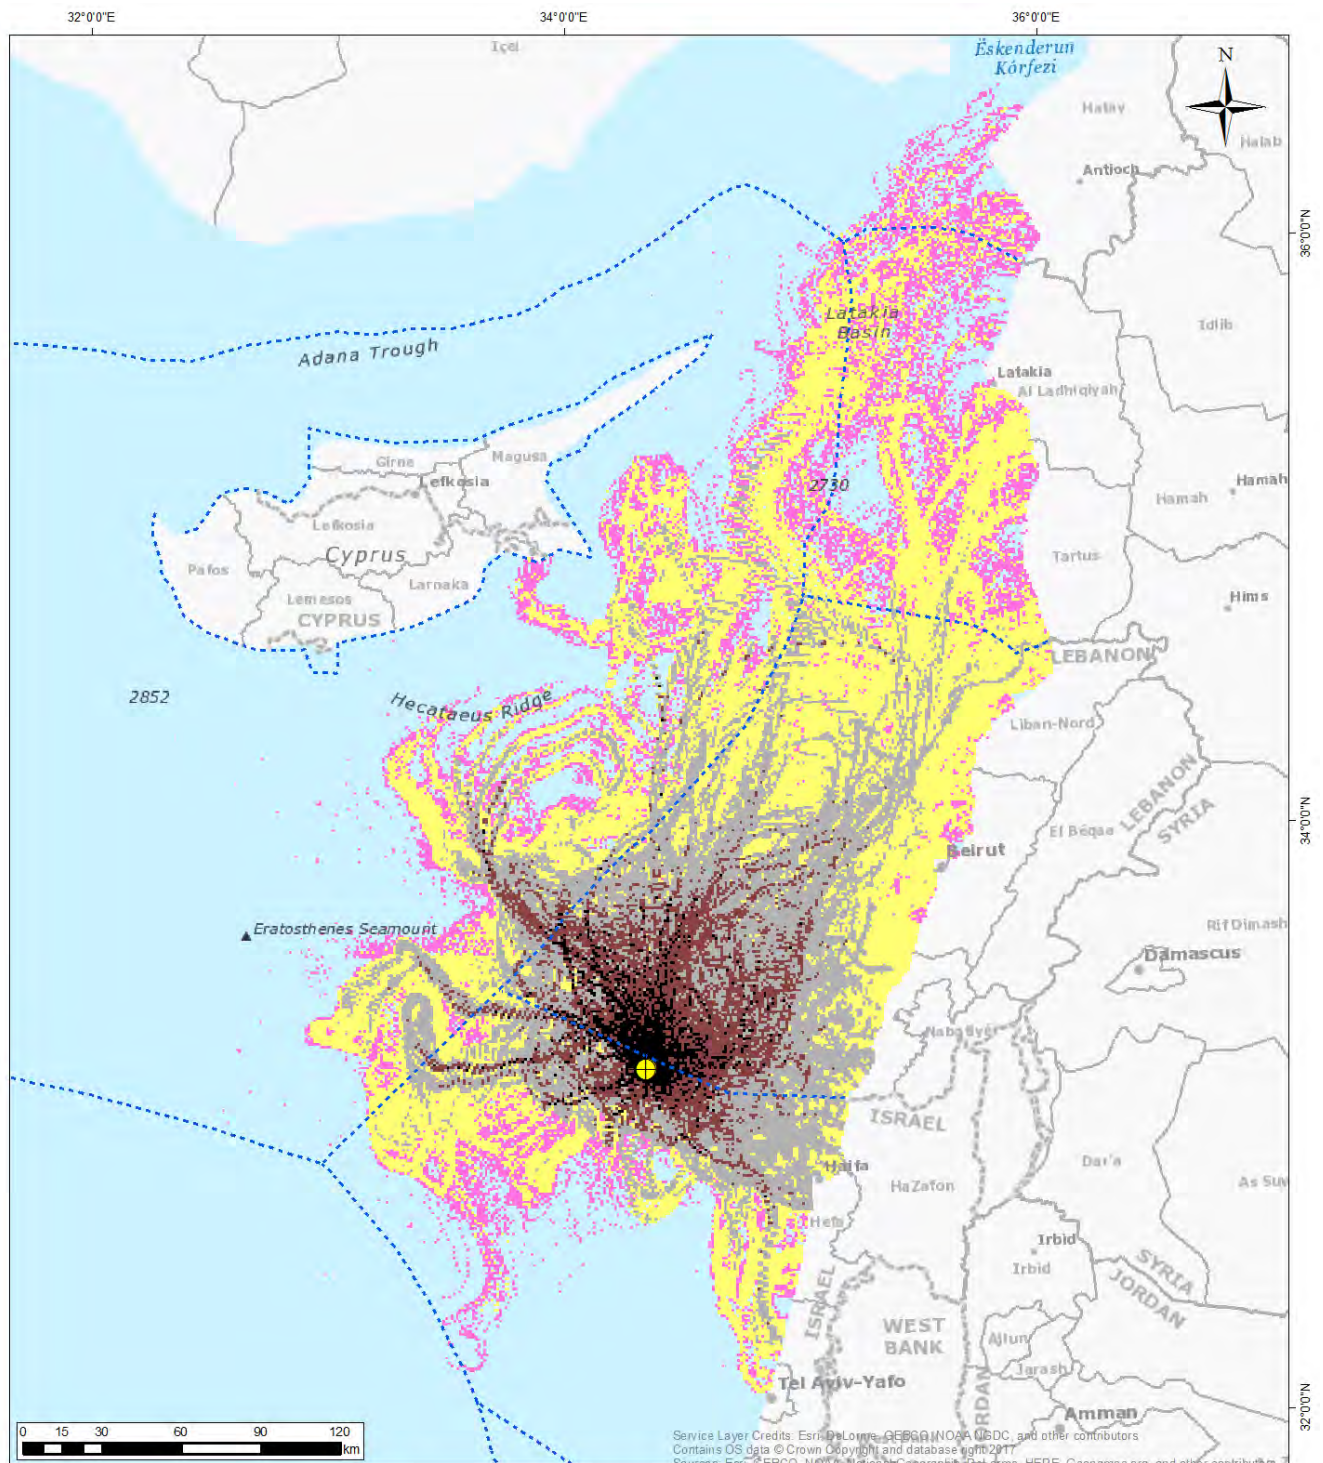 32°0'0"E
34°0'0"E
36°0'0"E
Içel
Ëskenderun
Körfezi
N
Hatay
Halab
Antioch
36°0'0"N
Latakia
Basin
Idlib
Adana Trough
Latakia
Al Ladhiqiyah
Girne
Magusa
Lefkosia
2730
Hamah
Hamah
Lefkosia
Cyprus
Pafos
Larnaka
Tartus
Lemesos
CYPRUS
Hims
LEBANON
2852
Hecataeus Ridge
Liban-Nord
LEBANON
SYRIA
34°0'0"N
El Béqaa
Beirut
Eratosthenes Seamount
Rif Dimash
Damascus
ISRAEL
Haifa
HaZafon
Dar'a
As Suw
Hefa
Irbid
Irbid
SYRIA
JORDAN
ISRAEL
WEST
BANK
Ajlun
Jarash
Tel Aviv-Yafo
JORDAN
Amman
32°0'0"N
0 15 30 60 90 120
km
Service Layer Credits: Esri, DeLorme, GEBCO, NOAA NGDC, and other contributors
Contains OS data © Crown Copyright and database right 2017